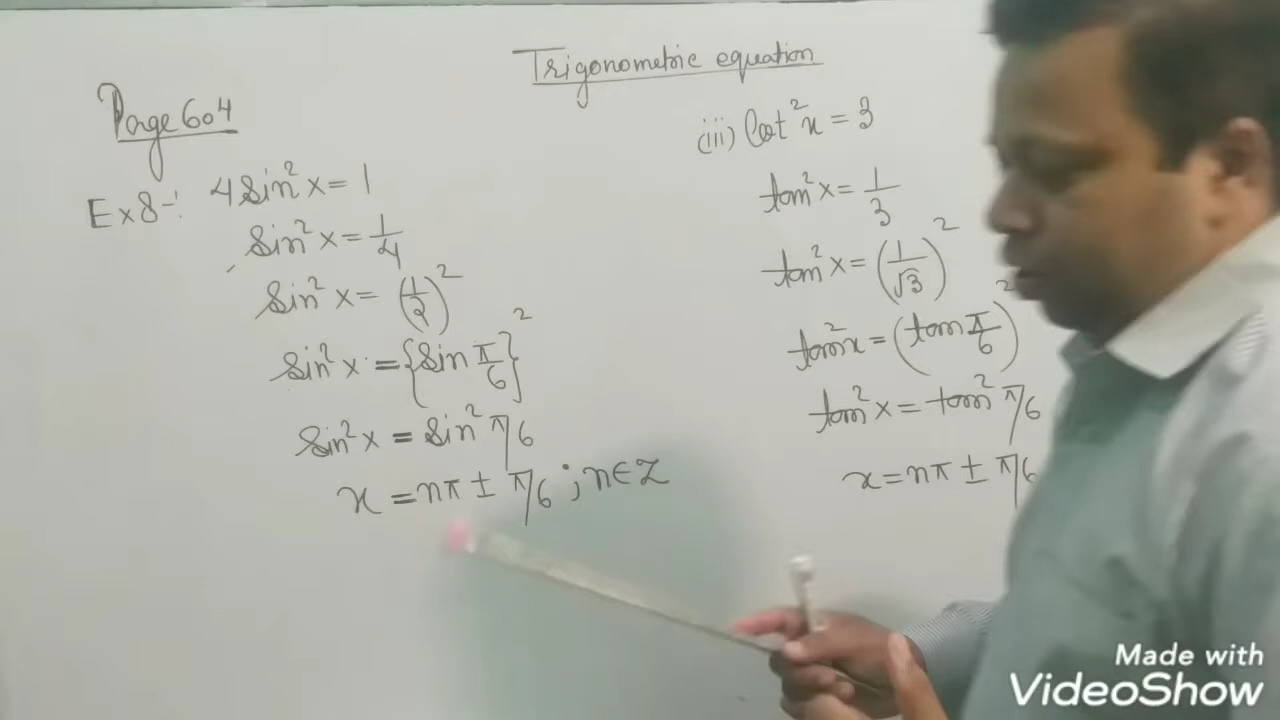 Trigonometric equation
Page 604
Ex 8-: 4 sin² x = 1
sin² x = 1/4
sin² x = (1/2)²
sin² x = {sin π/6}²
sin² x = sin² π/6
x = nπ ± π/6 ; n ∈ Z
(iii) Cot² x = 3
tan² x = 1/3
tan² x = (1/√3)²
tan² x = (tan π/6)²
tan² x = tan² π/6
x = nπ ± π/6
Made with
VideoShow